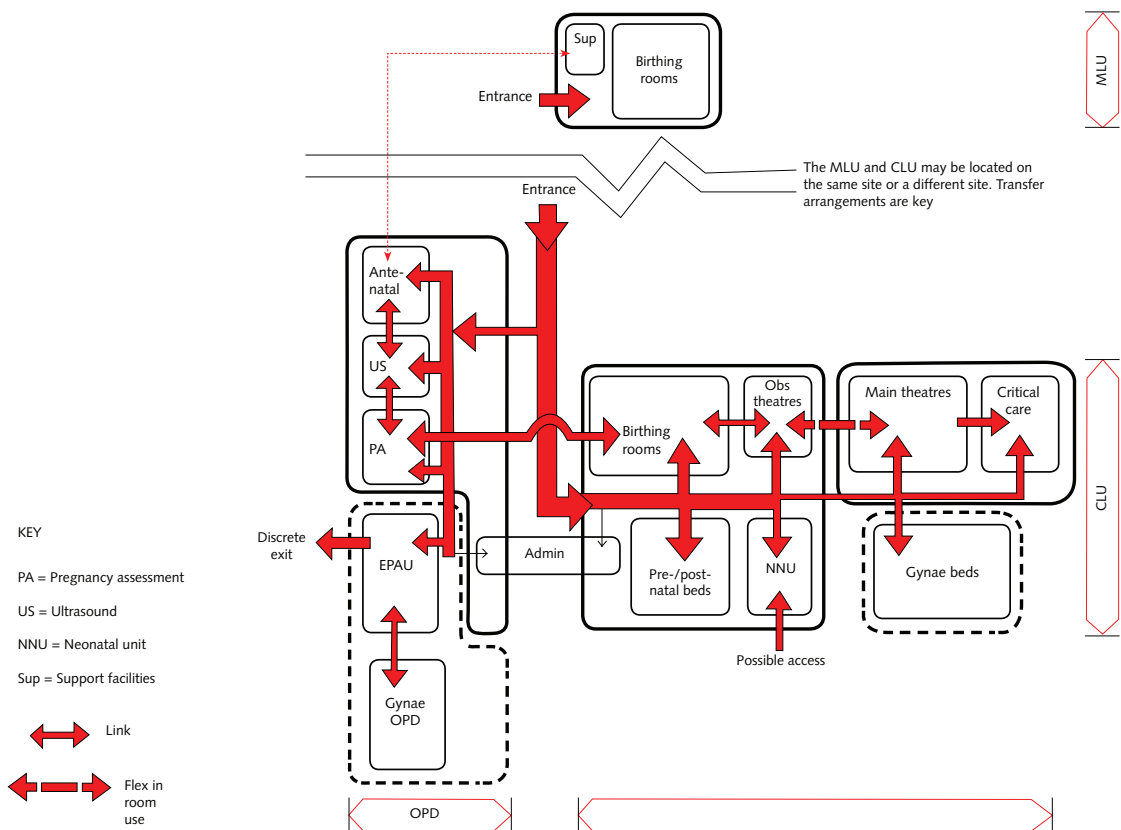 Sup
Birthing
rooms
Entrance
MLU
The MLU and CLU may be located on
the same site or a different site. Transfer
arrangements are key
Entrance
Ante-
natal
US
PA
Birthing
rooms
Obs
theatres
Main theatres
Critical
care
CLU
Discrete
exit
EPAU
Admin
Pre-/post-
natal beds
NNU
Gynae beds
Possible access
Gynae
OPD
KEY
PA = Pregnancy assessment
US = Ultrasound
NNU = Neonatal unit
Sup = Support facilities
Link
Flex in
room
use
OPD